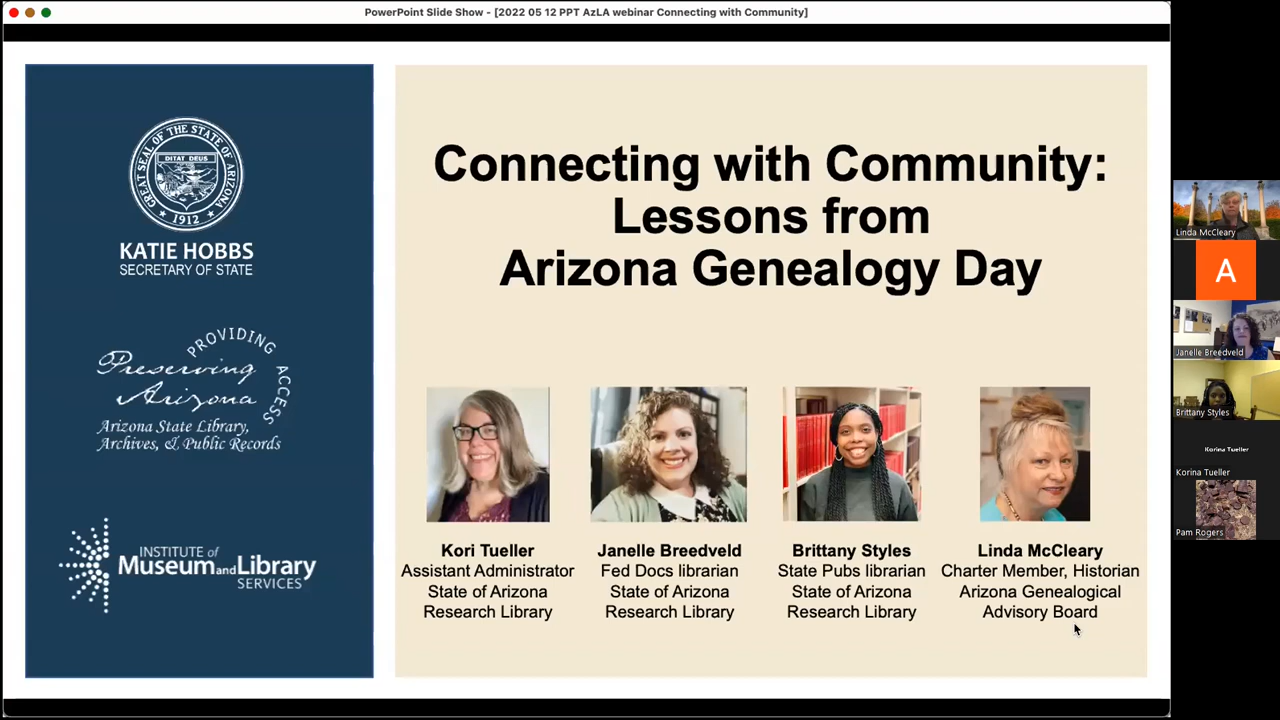 PowerPoint Slide Show - [2022 05 12 PPT AzLA webinar Connecting with Community]
GREAT SEAL OF THE STATE OF ARIZONA
DITAT DEUS
1912
KATIE HOBBS
SECRETARY OF STATE
PROVIDING ACCESS
Preserving
Arizona
Arizona State Library,
Archives, & Public Records
INSTITUTE of
Museum and Library
SERVICES
Connecting with Community:
Lessons from
Arizona Genealogy Day
Kori Tueller
Assistant Administrator
State of Arizona
Research Library
Janelle Breedveld
Fed Docs librarian
State of Arizona
Research Library
Brittany Styles
State Pubs librarian
State of Arizona
Research Library
Linda McCleary
Charter Member, Historian
Arizona Genealogical
Advisory Board
Linda McCleary
A
Janelle Breedveld
Brittany Styles
Korina Tueller
Korina Tueller
Pam Rogers